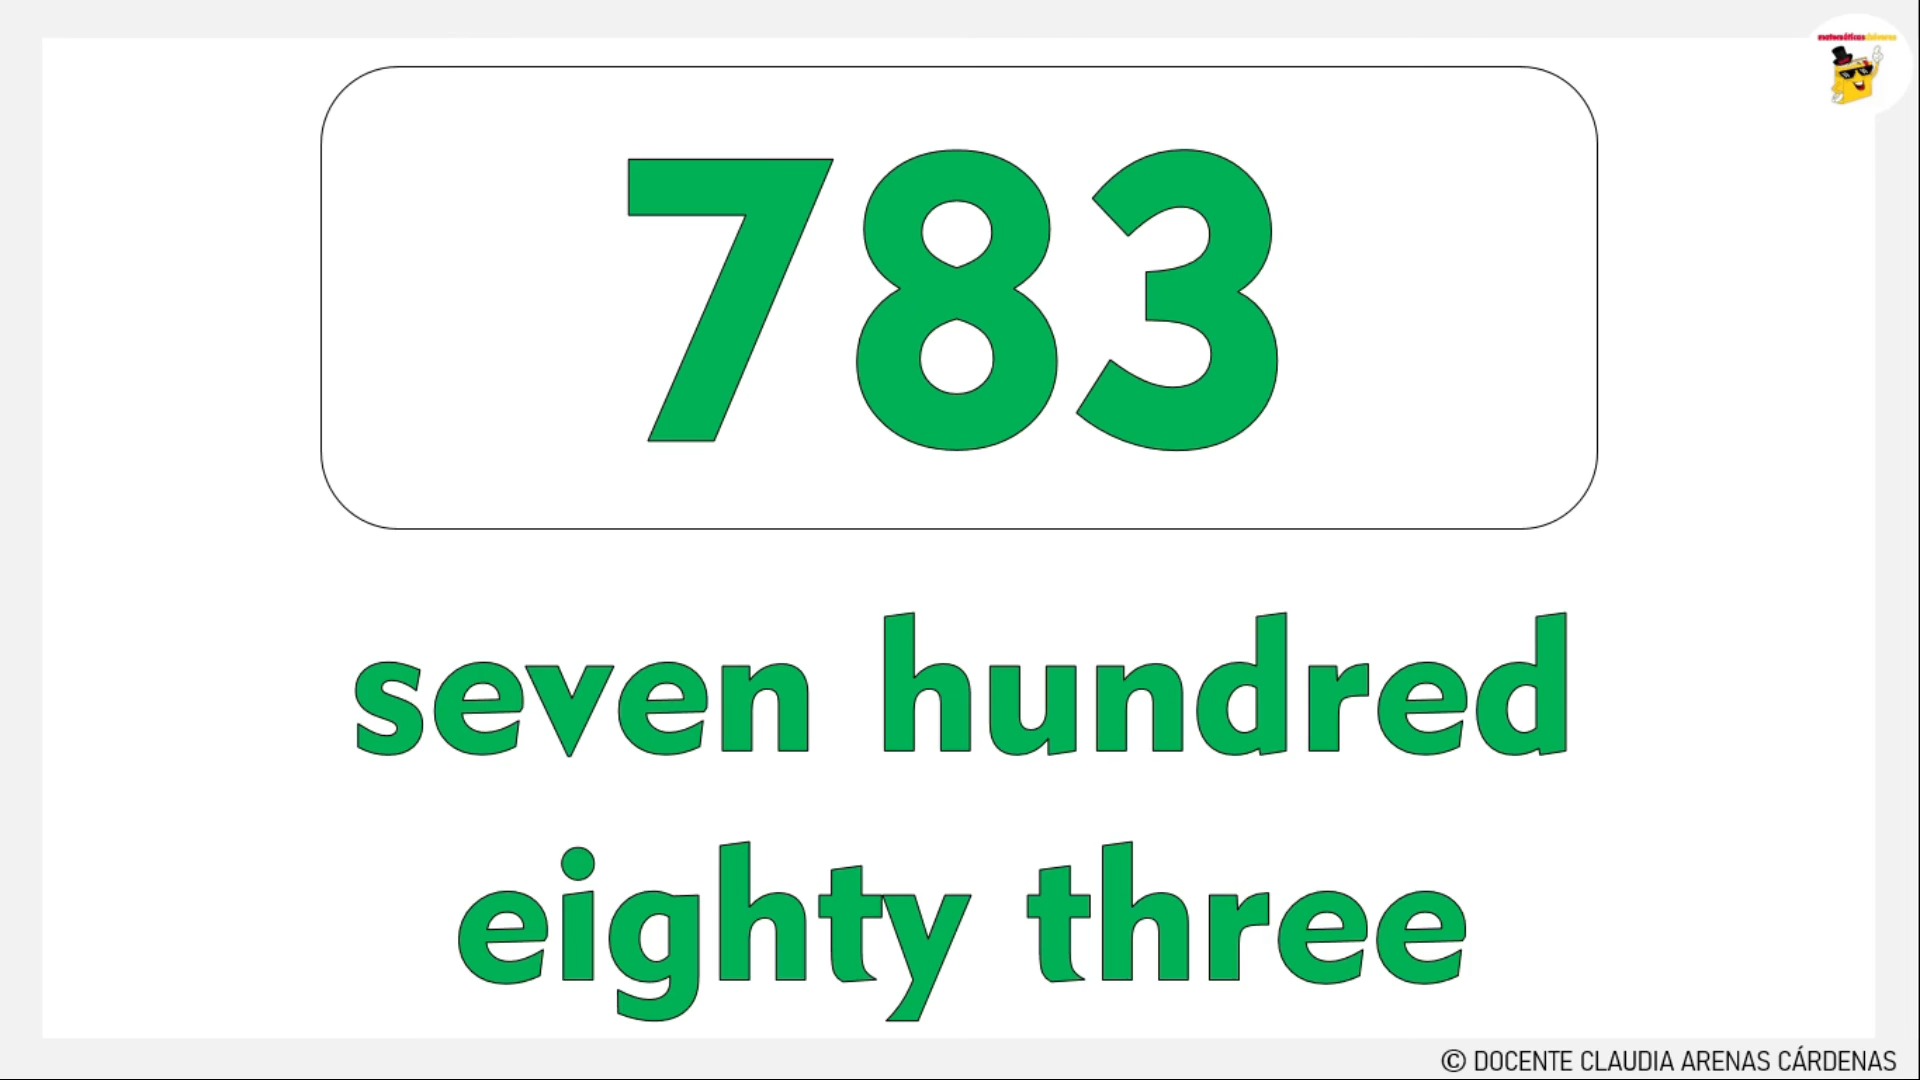 783
seven hundred
eighty three
© DOCENTE CLAUDIA ARENAS CÁRDENAS